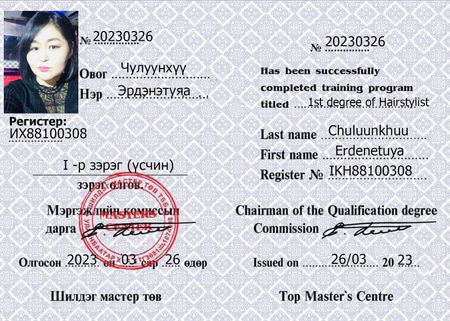 № 20230326
Овог Чулуунхүү
Нэр Эрдэнэтуяа
Регистер:
ИХ88100308
I -р зэрэг (үсчин)
зэрэг олгов.
Мэргэжлийн комиссын
дарга
MASTERS
CENTER
Олгосон 2023 он 03 сар 26 өдөр
Шилдэг мастер төв
№ 20230326
Has been successfully
completed training program
titled 1st degree of Hairstylist
Last name Chuluunkhuu
First name Erdenetuya
Register № IKH88100308
Chairman of the Qualification degree
Commission
Issued on 26/03 2023
Top Master`s Centre